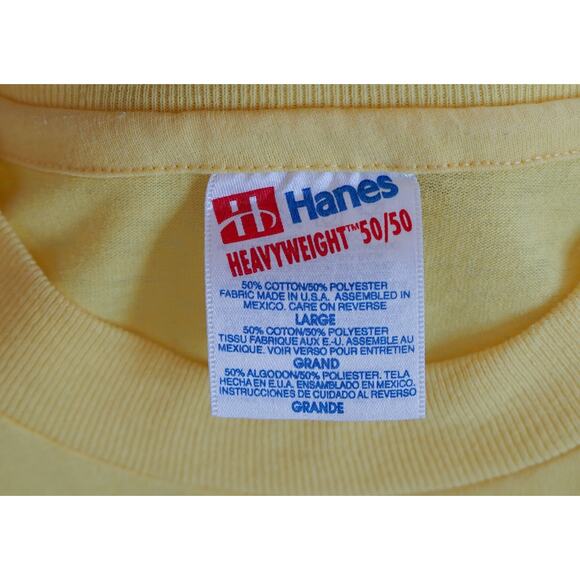 Hanes
HEAVYWEIGHT™ 50/50
50% COTTON/50% POLYESTER
FABRIC MADE IN U.S.A. ASSEMBLED IN
MEXICO. CARE ON REVERSE
LARGE
50% COTON/50% POLYESTER
TISSU FABRIQUE AUX E.-U. ASSEMBLE AU
MEXIQUE. VOIR VERSO POUR ENTRETIEN
GRAND
50% ALGODON/50% POLIESTER. TELA
HECHA EN E.U.A. ENSAMBLADO EN MEXICO.
INSTRUCCIONES DE CUIDADO AL REVERSO
GRANDE